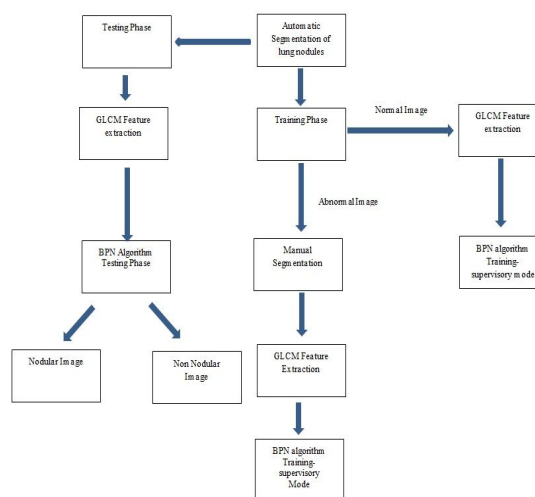 Testing Phase
Automatic
Segmentation of
lung nodules
GLCM Feature
extraction
Training Phase
Normal Image
GLCM Feature
extraction
Abnormal Image
BPN Algorithm
Testing Phase
Manual
Segmentation
BPN algorithm
Training-
supervisory mode
Nodular Image
Non Nodular
Image
GLCM Feature
Extraction
BPN algorithm
Training-
supervisory
Mode